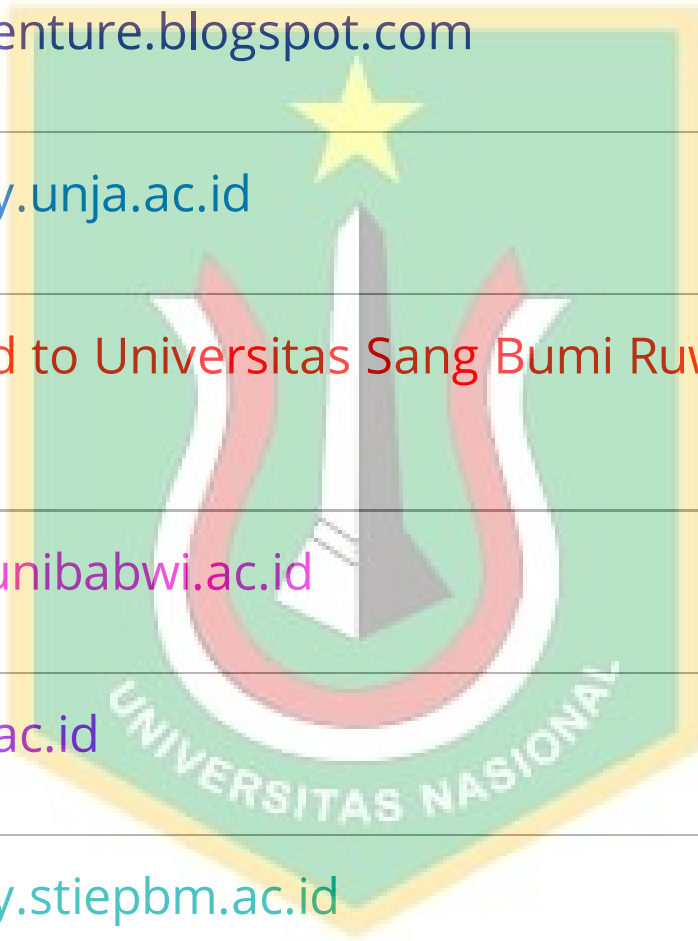 enture.blogspot.com
y.unja.ac.id
d to Universitas Sang Bumi Ruw
unibabwi.ac.id
ac.id
UNIVERSITAS NASIONAL
y.stiepbm.ac.id